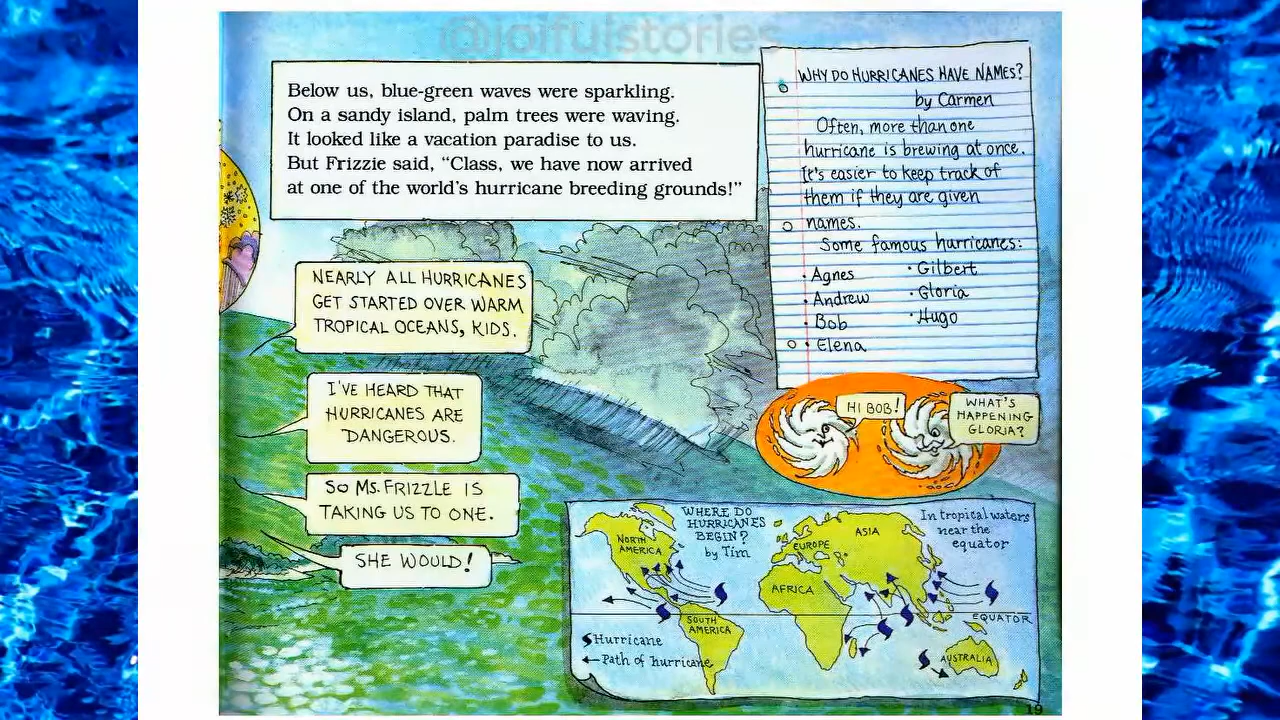 @joifulstories
Below us, blue-green waves were sparkling.
On a sandy island, palm trees were waving.
It looked like a vacation paradise to us.
But Frizzie said, “Class, we have now arrived
at one of the world's hurricane breeding grounds!”
NEARLY ALL HURRICANES
GET STARTED OVER WARM
TROPICAL OCEANS, KIDS.
I'VE HEARD THAT
HURRICANES ARE
DANGEROUS.
SO MS. FRIZZLE IS
TAKING US TO ONE.
SHE WOULD!
WHY DO HURRICANES HAVE NAMES?
by Carmen
Often, more than one
hurricane is brewing at once.
It's easier to keep track of
them if they are given
names.
Some famous hurricanes:
· Agnes
· Andrew
· Bob
· Elena
· Gilbert
· Gloria
· Hugo
HI BOB!
WHAT'S
HAPPENING
GLORIA?
WHERE DO
HURRICANES
BEGIN?
by Tim
In tropical waters
near the
equator
NORTH
AMERICA
EUROPE
ASIA
AFRICA
SOUTH
AMERICA
EQUATOR
AUSTRALIA
Hurricane
Path of hurricane
19